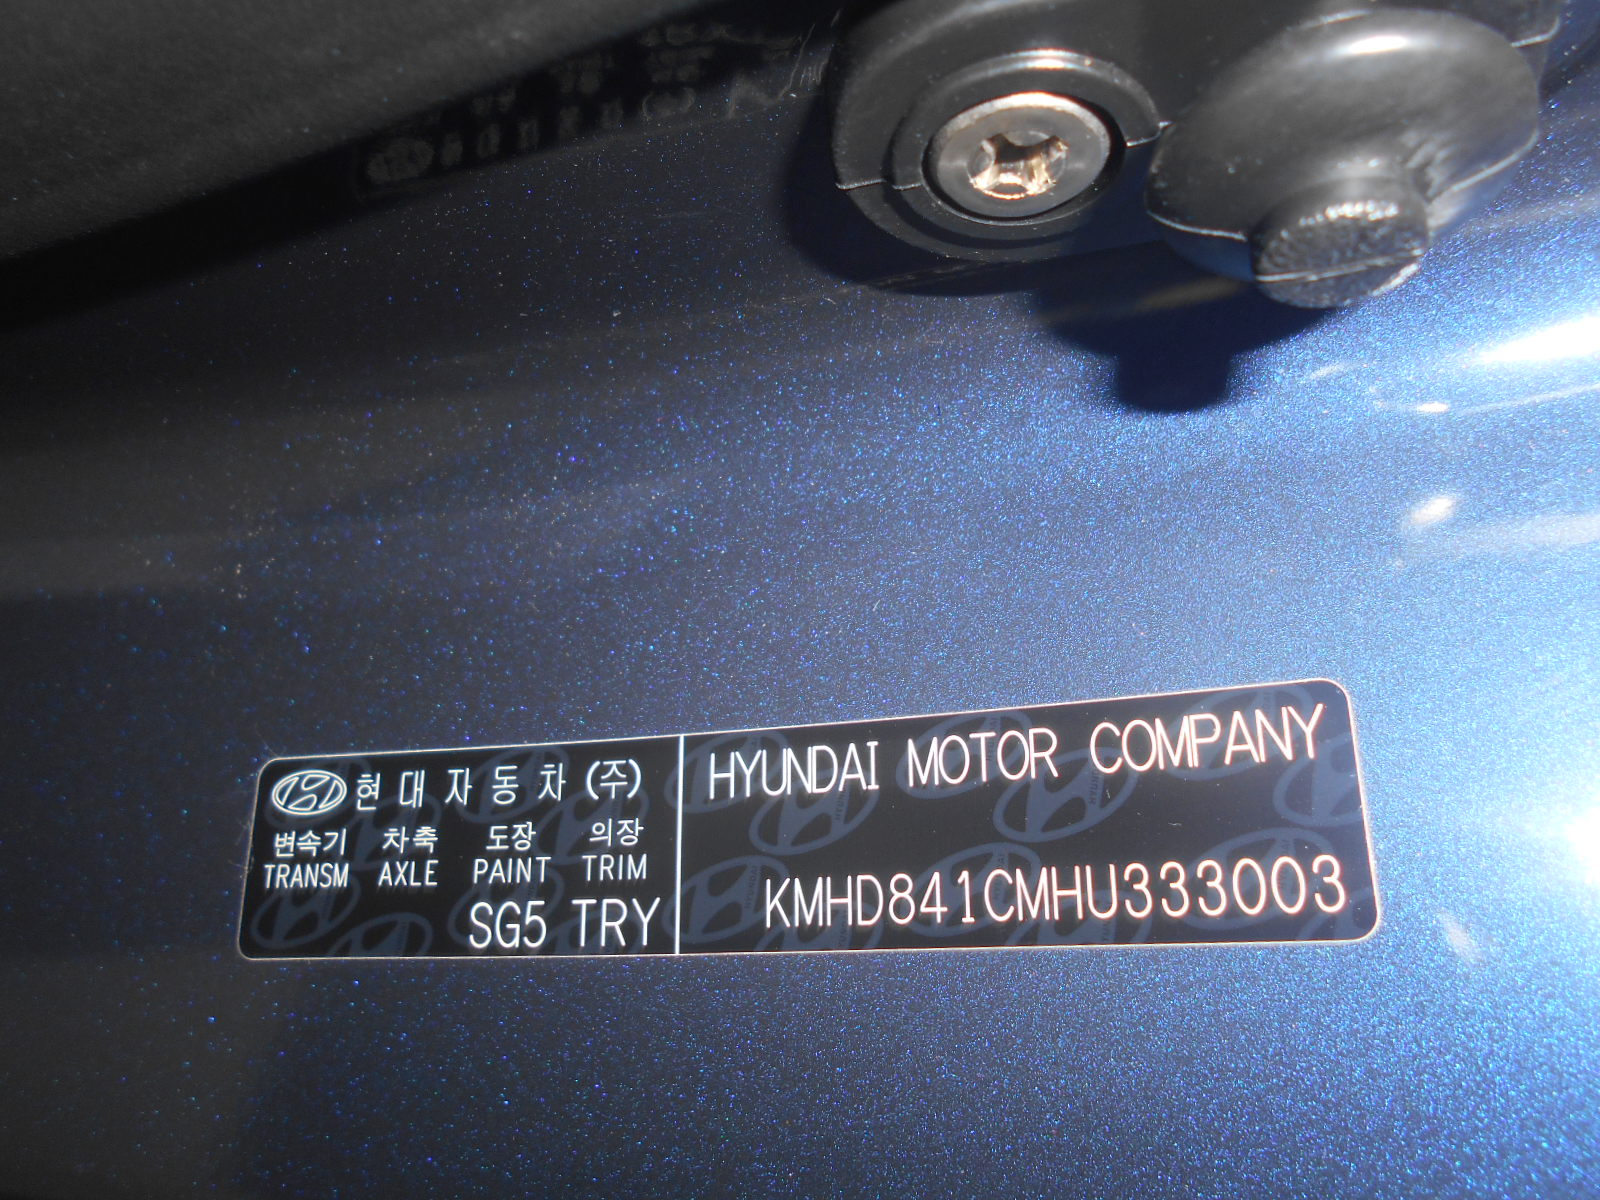 현대자동차(주)
변속기 차축 도장 의장
TRANSM AXLE PAINT TRIM
SG5 TRY
HYUNDAI MOTOR COMPANY
KMHD841CMHU333003